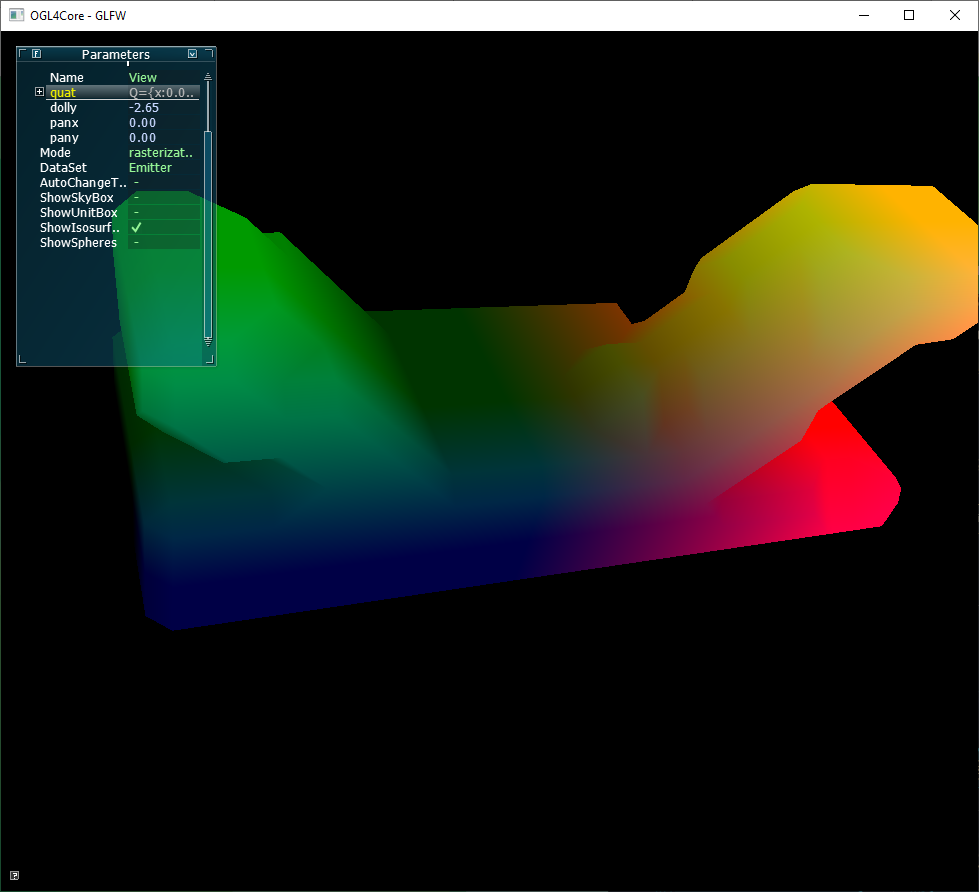 OGL4Core - GLFW
Parameters
Name View
quat Q={x:0.0..
dolly -2.65
panx 0.00
pany 0.00
Mode rasterizat..
DataSet Emitter
AutoChangeT.. -
ShowSkyBox -
ShowUnitBox -
ShowIsosurf.. ✓
ShowSpheres -
?